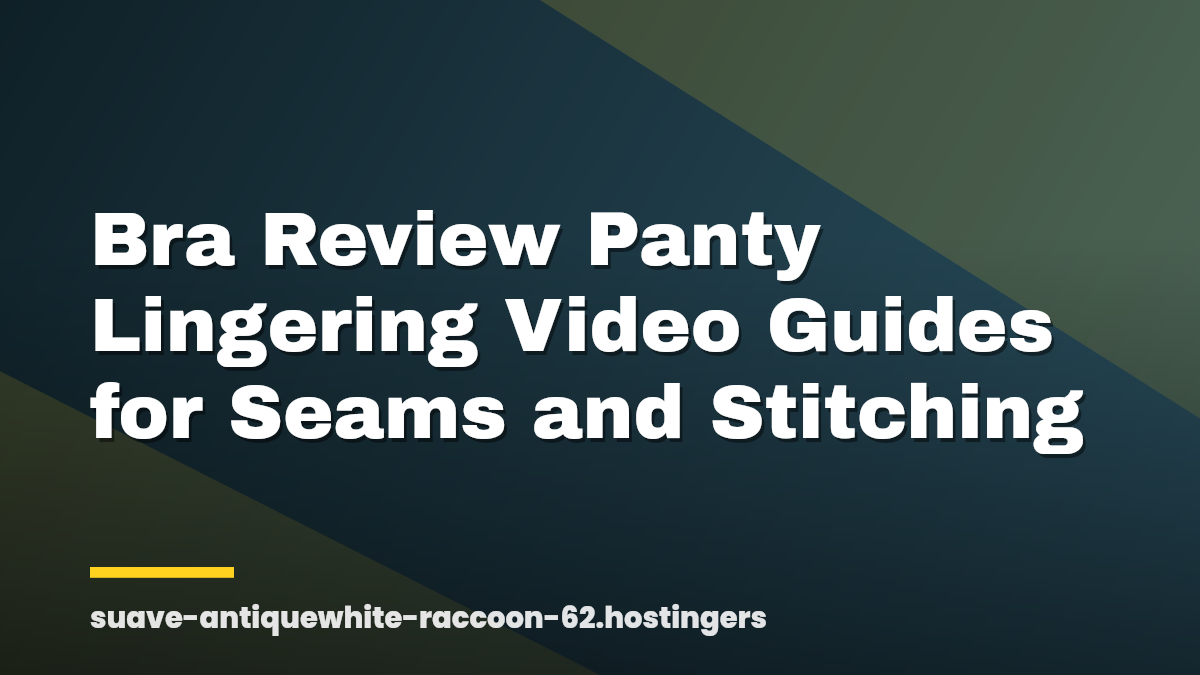 Bra Review Panty
Lingering Video Guides
for Seams and Stitching
suave-antiquewhite-raccoon-62.hostingers